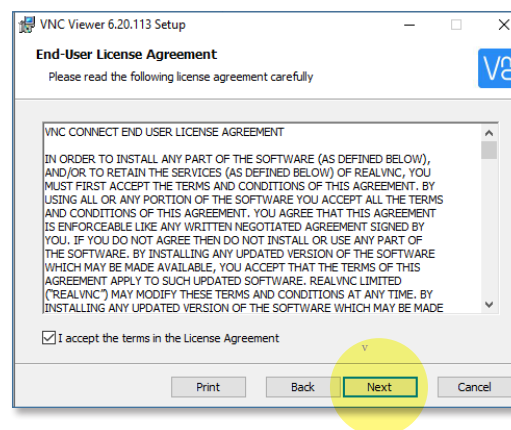 VNC Viewer 6.20.113 Setup
End-User License Agreement
Please read the following license agreement carefully
VNC CONNECT END USER LICENSE AGREEMENT
IN ORDER TO INSTALL ANY PART OF THE SOFTWARE (AS DEFINED BELOW),
AND/OR TO RETAIN THE SERVICES (AS DEFINED BELOW) OF REALVNC, YOU
MUST FIRST ACCEPT THE TERMS AND CONDITIONS OF THIS AGREEMENT. BY
USING ALL OR ANY PORTION OF THE SOFTWARE YOU ACCEPT ALL THE TERMS
AND CONDITIONS OF THIS AGREEMENT. YOU AGREE THAT THIS AGREEMENT
IS ENFORCEABLE LIKE ANY WRITTEN NEGOTIATED AGREEMENT SIGNED BY
YOU. IF YOU DO NOT AGREE THEN DO NOT INSTALL OR USE ANY PART OF
THE SOFTWARE. BY INSTALLING ANY UPDATED VERSION OF THE SOFTWARE
WHICH MAY BE MADE AVAILABLE, YOU ACCEPT THAT THE TERMS OF THIS
AGREEMENT APPLY TO SUCH UPDATED SOFTWARE. REALVNC LIMITED
("REALVNC") MAY MODIFY THESE TERMS AND CONDITIONS AT ANY TIME. BY
INSTALLING ANY UPDATED VERSION OF THE SOFTWARE WHICH MAY BE MADE
I accept the terms in the License Agreement
v
Print Back Next Cancel